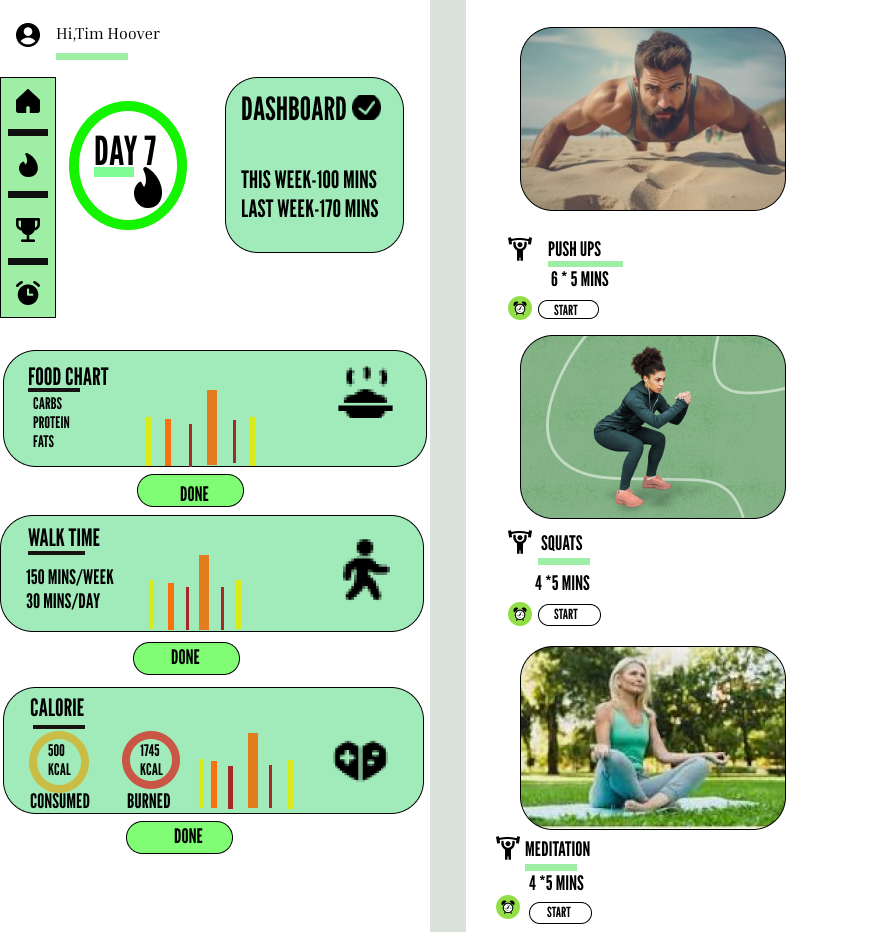 Hi,Tim Hoover
DAY 7
DASHBOARD
THIS WEEK-100 MINS
LAST WEEK-170 MINS
FOOD CHART
CARBS
PROTEIN
FATS
DONE
WALK TIME
150 MINS/WEEK
30 MINS/DAY
DONE
CALORIE
500
KCAL
CONSUMED
1745
KCAL
BURNED
DONE
PUSH UPS
6 * 5 MINS
START
SQUATS
4 *5 MINS
START
MEDITATION
4 *5 MINS
START